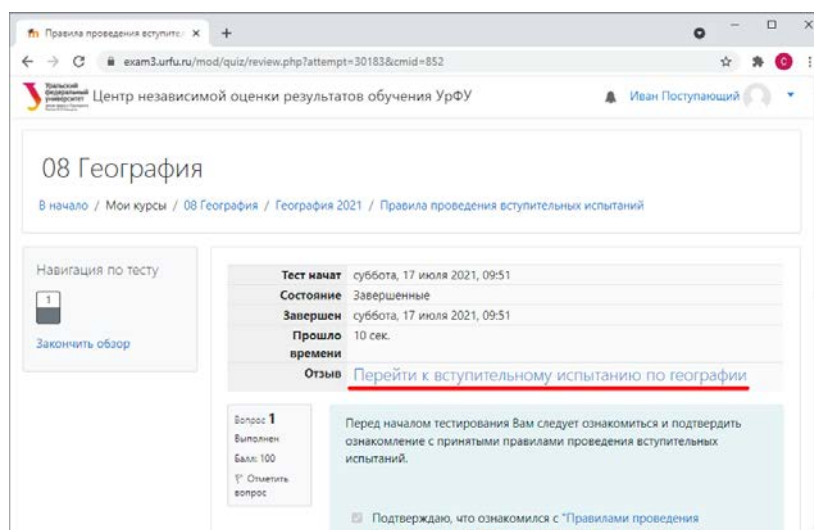 Правила проведения вступите
exam3.urfu.ru/mod/quiz/review.php?attempt=30183&cmid=852
C
Уральский
федеральный
университет
Центр независимой оценки результатов обучения УрФУ
Иван Поступающий
08 География
В начало / Мои курсы / 08 География / География 2021 / Правила проведения вступительных испытаний
Навигация по тесту
1
Закончить обзор
Тест начат суббота, 17 июля 2021, 09:51
Состояние Завершенные
Завершен суббота, 17 июля 2021, 09:51
Прошло 10 сек.
времени
Отзыв Перейти к вступительному испытанию по географии
Вопрос 1
Выполнен
Балл: 100
Отметить
вопрос
Перед началом тестирования Вам следует ознакомиться и подтвердить
ознакомление с принятыми правилами проведения вступительных
испытаний.
Подтверждаю, что ознакомился с "Правилами проведения